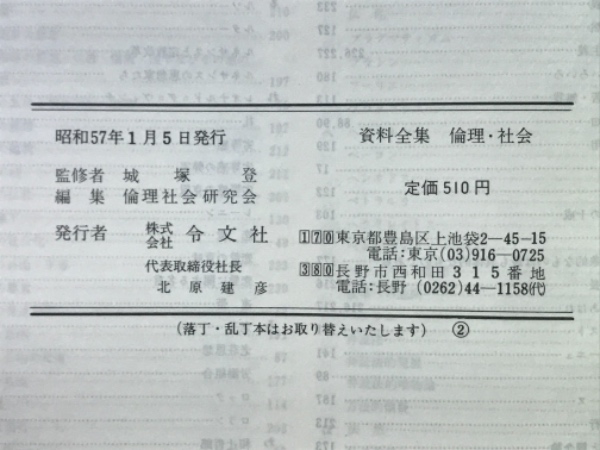 昭和57年1月5日発行
資料全集 倫理・社会
監修者 城塚登
編集 倫理社会研究会
定価510円
発行者 株式会社 令文社
170東京都豊島区上池袋2―45-15
電話:東京(03)916―0725
代表取締役社長
北原建彦
380長野市西和田315番地
電話:長野(0262)44―1158(代)
(落丁・乱丁本はお取り替えいたします) ②